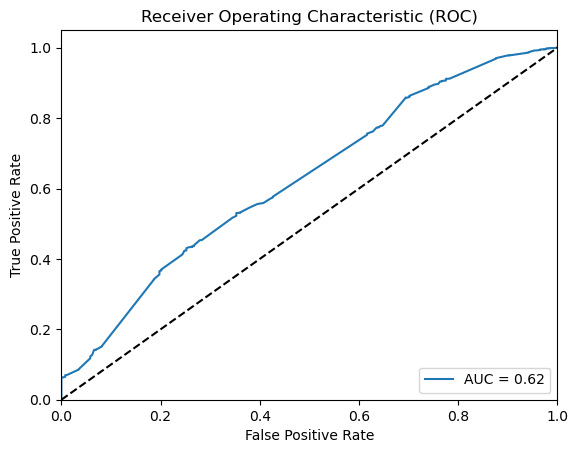 Receiver Operating Characteristic (ROC)
True Positive Rate
1.0
0.8
0.6
0.4
0.2
0.0
0.0 0.2 0.4 0.6 0.8 1.0
False Positive Rate
AUC = 0.62